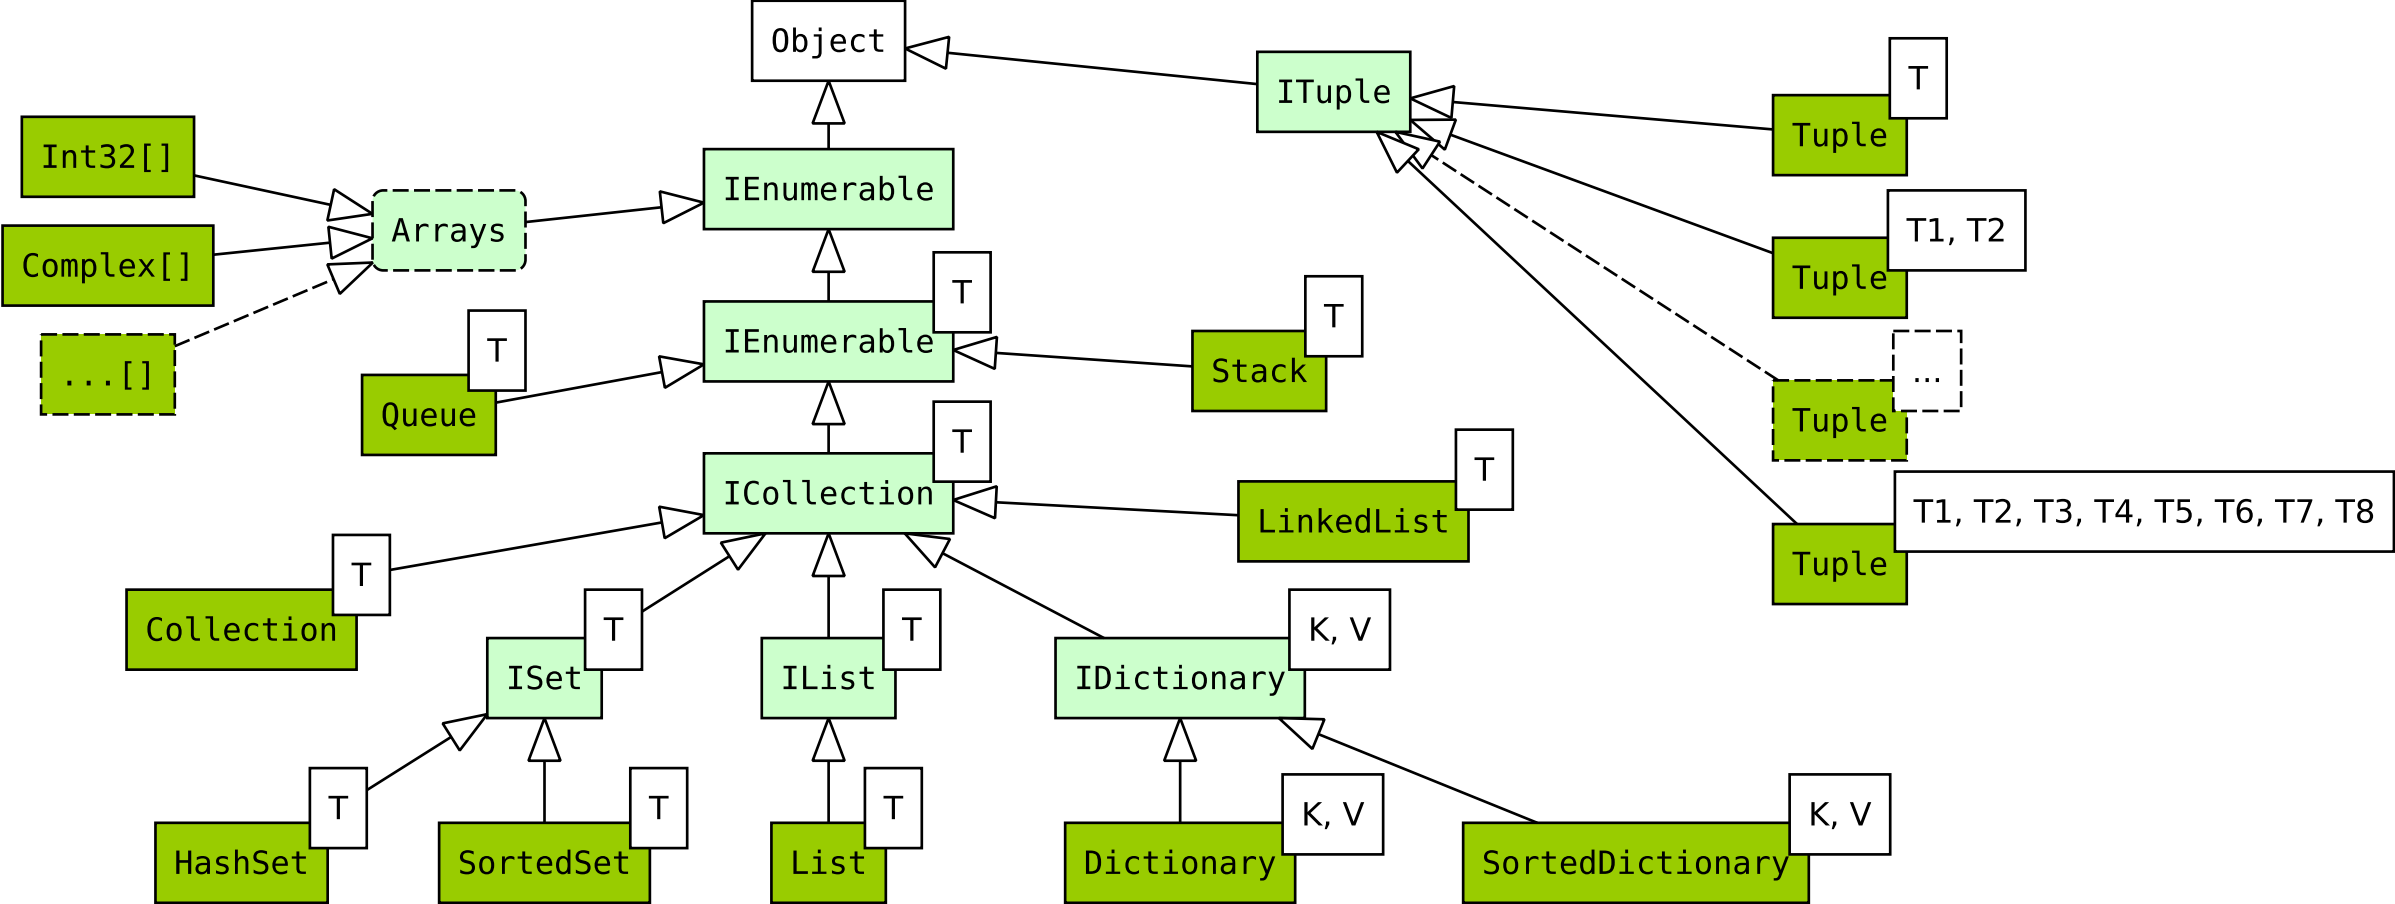 Object
ITuple
T
Tuple
Int32[]
IEnumerable
Arrays
T1, T2
Tuple
Complex[]
T
IEnumerable
T
Stack
...[]
T
Queue
...
Tuple
T
ICollection
T
LinkedList
T1, T2, T3, T4, T5, T6, T7, T8
Tuple
T
Collection
T
ISet
T
IList
K, V
IDictionary
T
HashSet
T
SortedSet
T
List
K, V
Dictionary
K, V
SortedDictionary